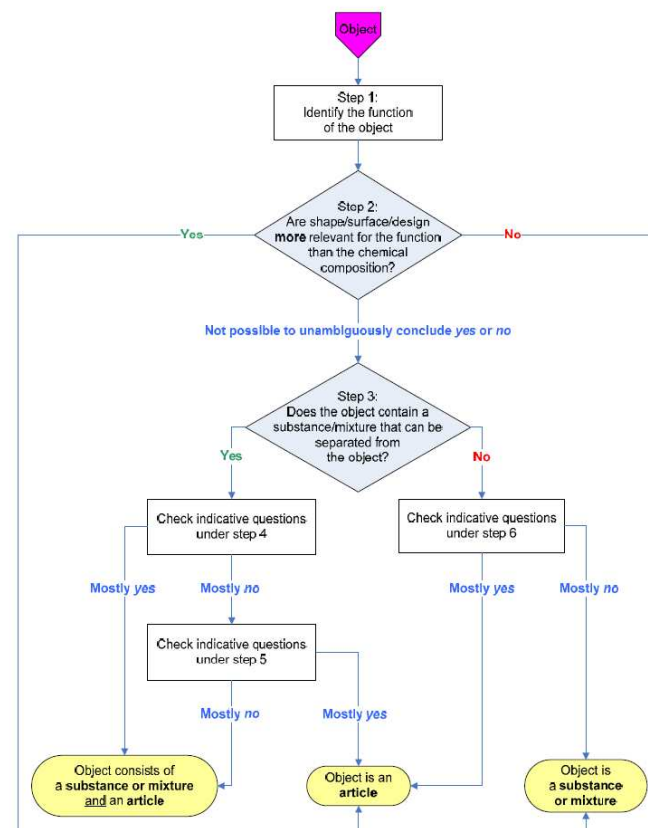 Object
Step 1:
Identify the function
of the object
Step 2:
Are shape/surface/design
more relevant for the function
than the chemical
composition?
Yes
No
Not possible to unambiguously conclude yes or no
Step 3:
Does the object contain a
substance/mixture that can be
separated from
the object?
Yes
No
Check indicative questions
under step 4
Check indicative questions
under step 6
Mostly yes
Mostly no
Mostly yes
Mostly no
Check indicative questions
under step 5
Mostly no
Mostly yes
Object consists of
a substance or mixture
and an article
Object is an
article
Object is
a substance
or mixture